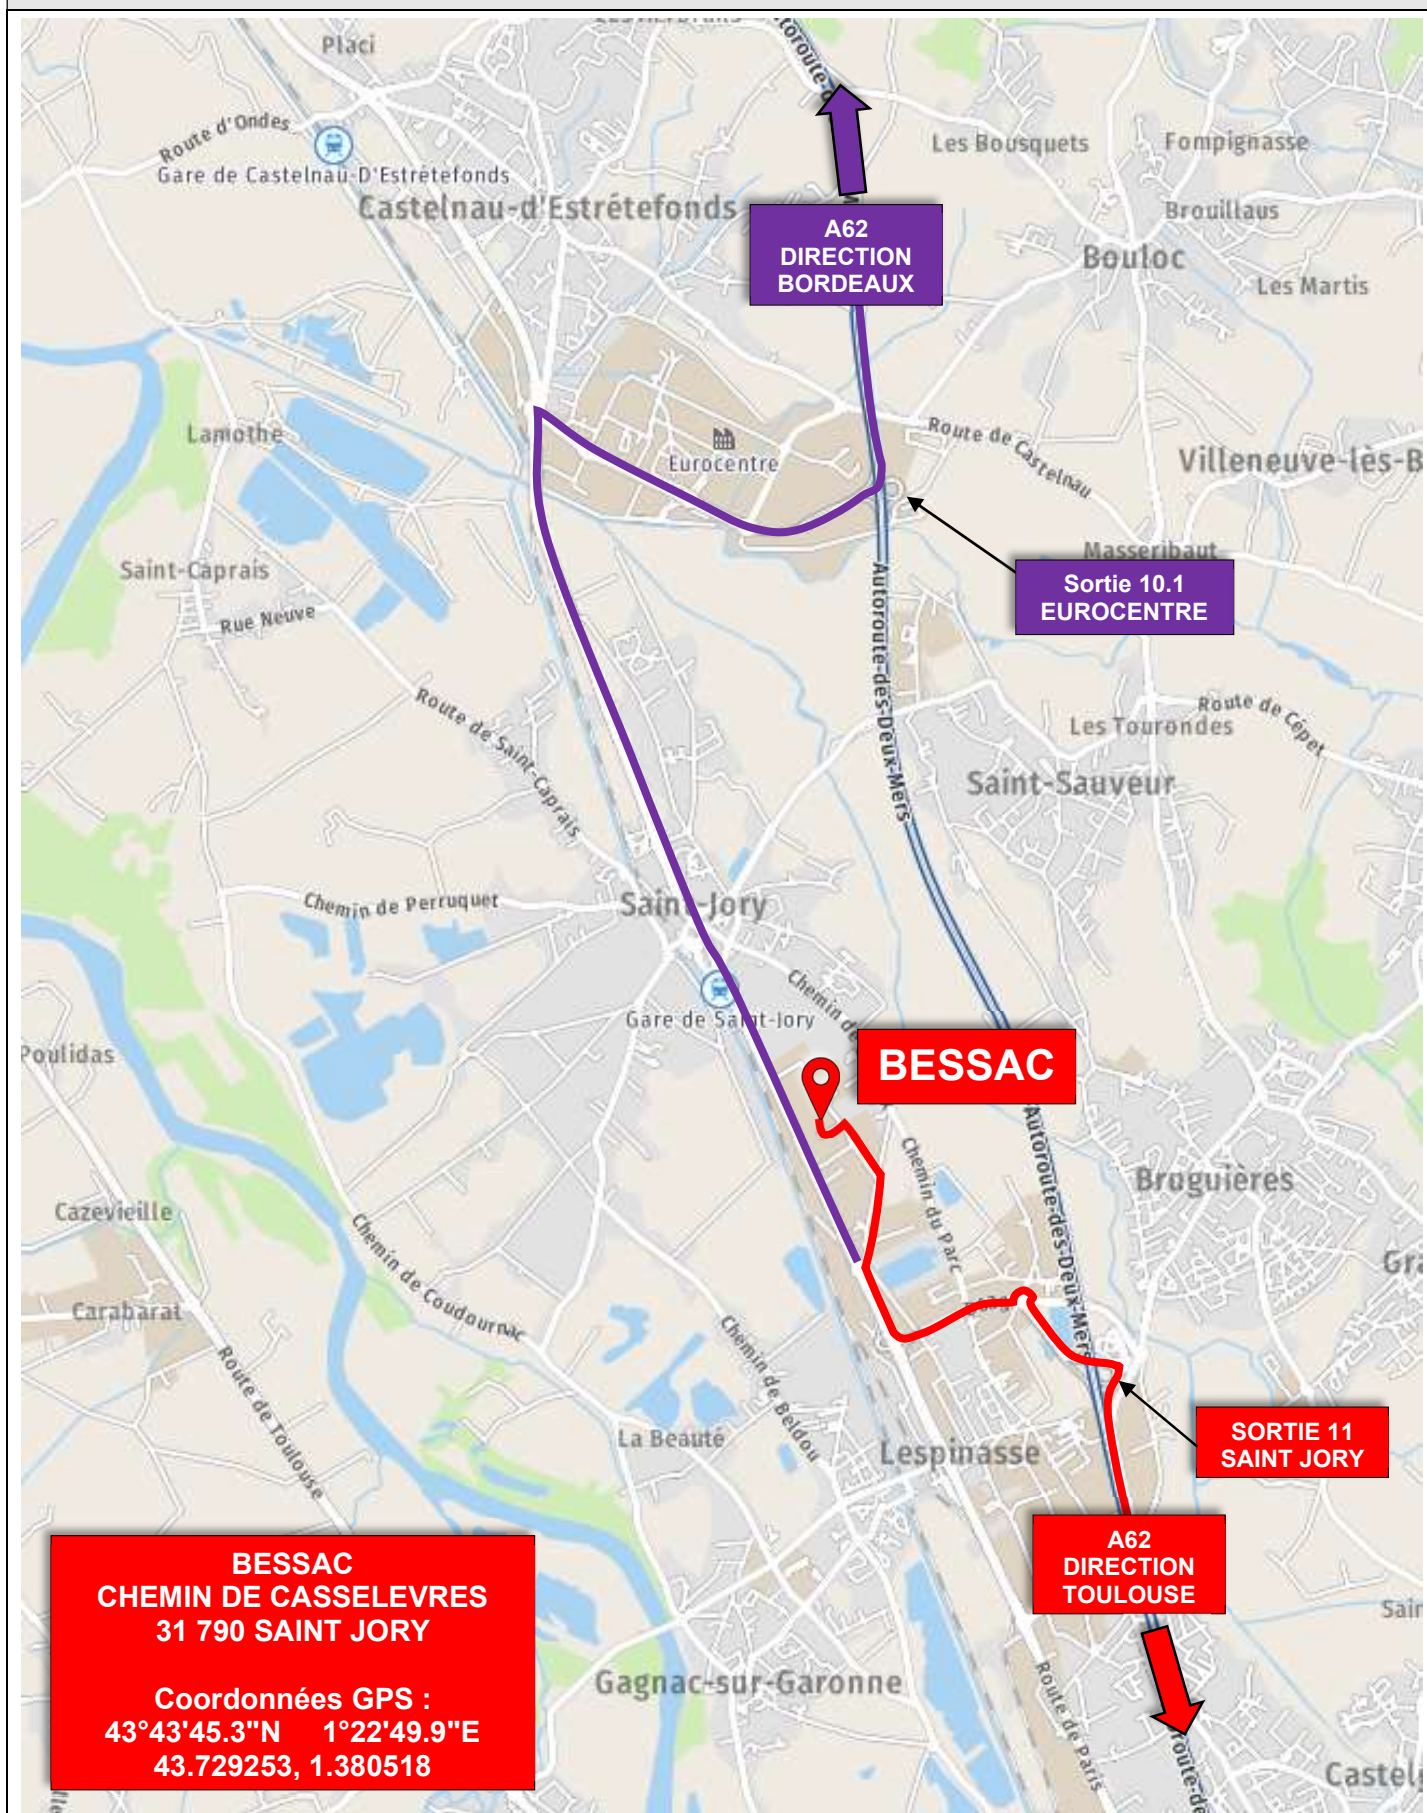 Placi
Route d'Ondes
Gare de Castelnau-D'Estrétefonds
Castelnau-d'Estrétefonds
Les Bousquets
Fompignasse
Brouillaus
Bouloc
Les Martis
A62
DIRECTION
BORDEAUX
Lamothe
Eurocentre
Route de Castelnau
Villeneuve-lès-B
Masseribaut
Sortie 10.1
EUROCENTRE
Saint-Caprais
Rue Neuve
Autoroute-des-Deux-Mers
Route de Saint-Caprais
Les Tourondes
Route de Cépet
Saint-Sauveur
Chemin de Perruquet
Saint-Jory
Gare de Saint-Jory
Chemin de
Poulidas
BESSAC
Autoroute-des-Deux-Mers
Chemin du Parc
Bruguières
Cazevieille
Chemin de Coudournac
Gra
Carabarat
Route de Toulouse
Chemin de Beldou
La Beauté
Lespinasse
SORTIE 11
SAINT JORY
A62
DIRECTION
TOULOUSE
BESSAC
CHEMIN DE CASSELEVRES
31 790 SAINT JORY
Coordonnées GPS :
43°43'45.3"N 1°22'49.9"E
43.729253, 1.380518
Gagnac-sur-Garonne
Route de Paris
Sain
Castelg